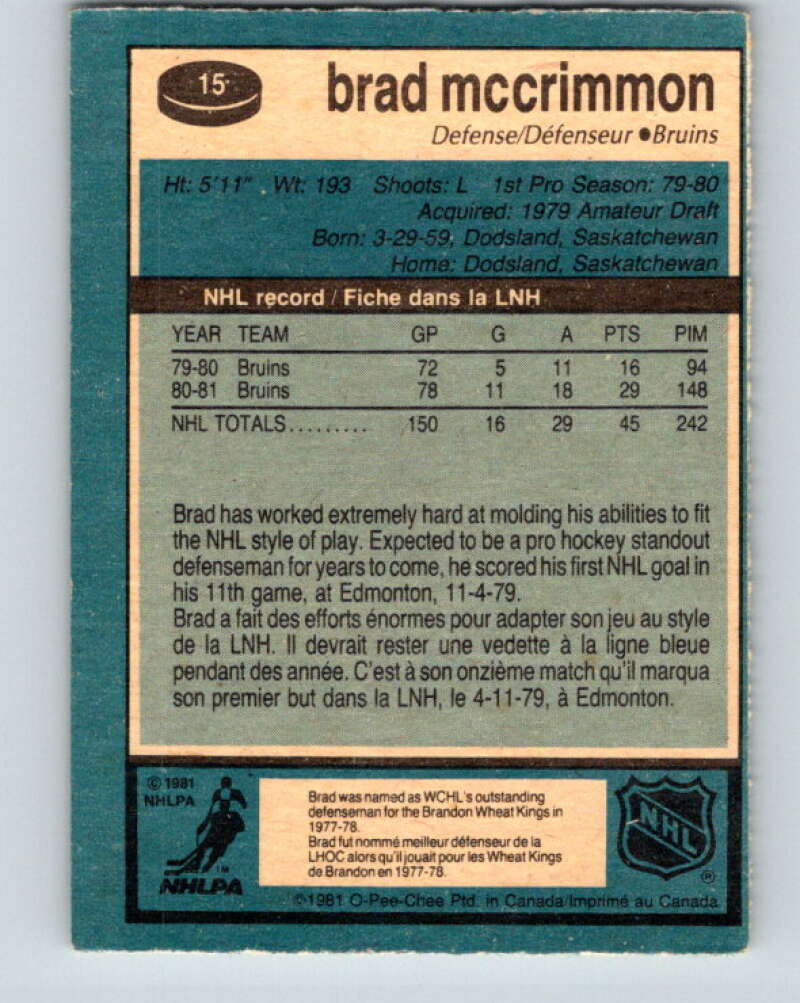 15
brad mccrimmon
Defense/Défenseur ●Bruins
Ht: 5'11" Wt: 193 Shoots: L 1st Pro Season: 79-80
Acquired: 1979 Amateur Draft
Born: 3-29-59, Dodsland, Saskatchewan
Home: Dodsland, Saskatchewan
NHL record / Fiche dans la LNH
YEAR TEAM GP G A PTS PIM
79-80 Bruins 72 5 11 16 94
80-81 Bruins 78 11 18 29 148
NHL TOTALS......... 150 16 29 45 242
Brad has worked extremely hard at molding his abilities to fit
the NHL style of play. Expected to be a pro hockey standout
defenseman for years to come, he scored his first NHL goal in
his 11th game, at Edmonton, 11-4-79.
Brad a fait des efforts énormes pour adapter son jeu au style
de la LNH. Il devrait rester une vedette à la ligne bleue
pendant des année. C'est à son onzième match qu'il marqua
son premier but dans la LNH, le 4-11-79, à Edmonton.
© 1981
NHLPA
TM
NHLPA
Brad was named as WCHL's outstanding
defenseman for the Brandon Wheat Kings in
1977-78.
Brad fut nommé meilleur défenseur de la
LHOC alors qu'il jouait pour les Wheat Kings
de Brandon en 1977-78.
NHL
®
©1981 O-Pee-Chee Ptd. in Canada/Imprimé au Canada